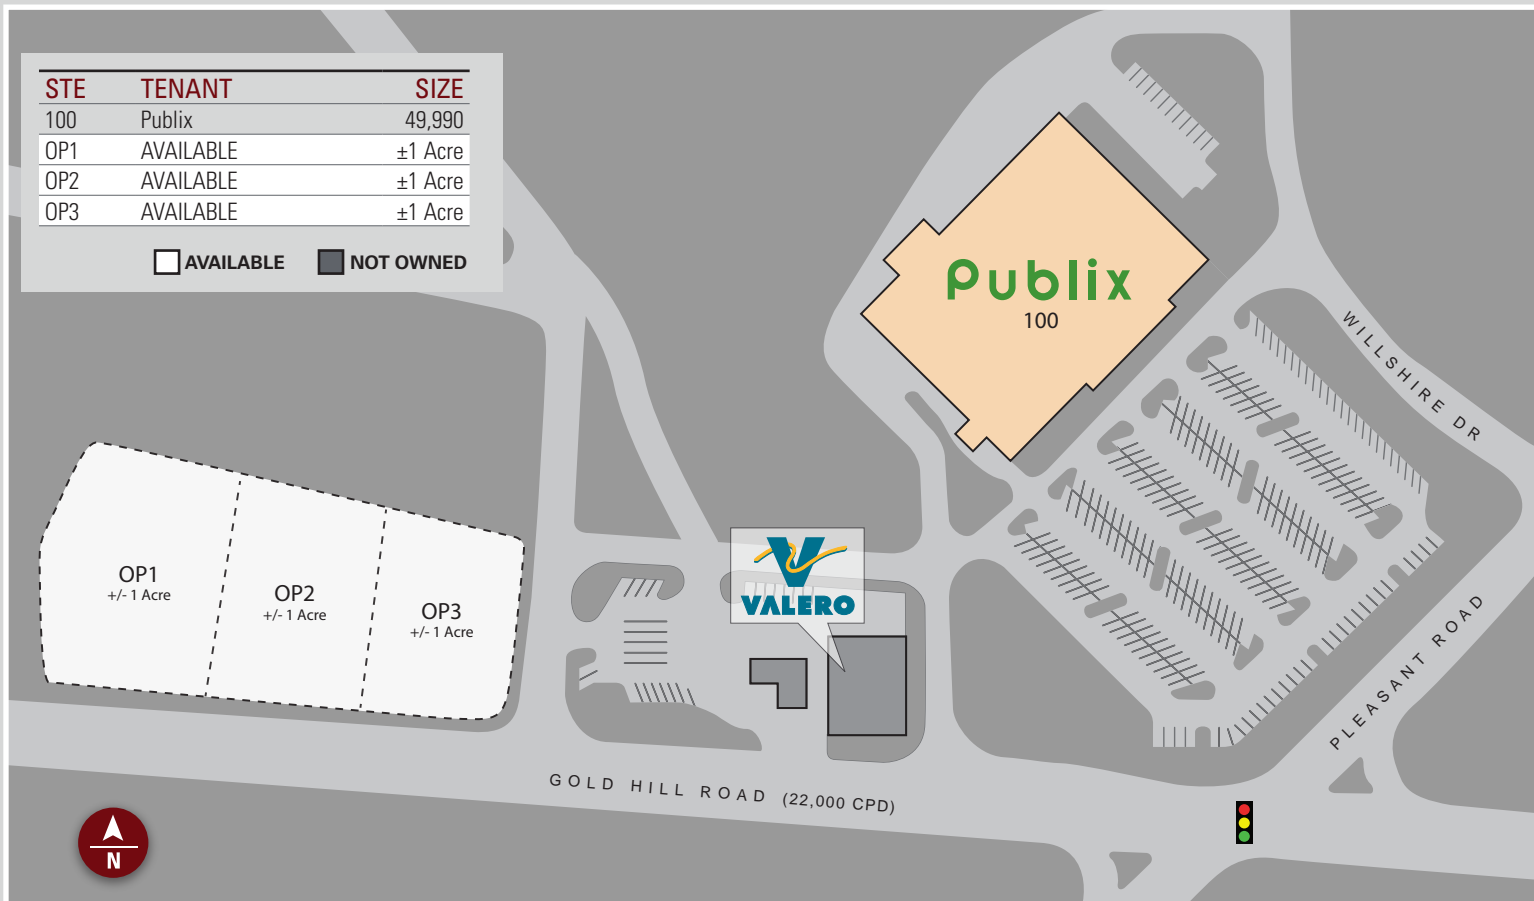 STE TENANT SIZE
100 Publix 49,990
OP1 AVAILABLE ±1 Acre
OP2 AVAILABLE ±1 Acre
OP3 AVAILABLE ±1 Acre
AVAILABLE NOT OWNED
Publix
100
WILLSHIRE DR
OP1
+/- 1 Acre
OP2
+/- 1 Acre
OP3
+/- 1 Acre
VALERO
PLEASANT ROAD
GOLD HILL ROAD (22,000 CPD)
N